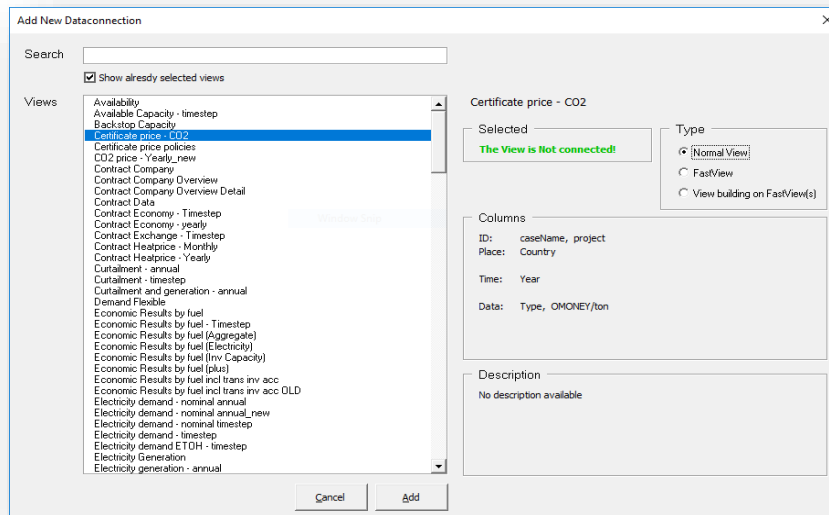 Add New Dataconnection
Search
Show already selected views
Views
Availability
Available Capacity - timestep
Backstop Capacity
Certificate price - CO2
Certificate price policies
CO2 price - Yearly_new
Contract Company
Contract Company Overview
Contract Company Overview Detail
Contract Data
Contract Economy - Timestep
Contract Economy - yearly
Contract Exchange - Timestep
Contract Heatprice - Monthly
Contract Heatprice - Yearly
Curtailment - annual
Curtailment - timestep
Curtailment and generation - annual
Demand Flexible
Economic Results by fuel
Economic Results by fuel - Timestep
Economic Results by fuel (Aggregate)
Economic Results by fuel (Electricity)
Economic Results by fuel (Inv Capacity)
Economic Results by fuel (plus)
Economic Results by fuel incl trans inv acc
Economic Results by fuel incl trans inv acc OLD
Electricity demand - nominal annual
Electricity demand - nominal annual_new
Electricity demand - nominal timestep
Electricity demand - timestep
Electricity demand ETOH - timestep
Electricity Generation
Electricity generation - annual
Cancel
Add
Certificate price - CO2
Selected
The View is Not connected!
Type
Normal View
FastView
View building on FastView(s)
Columns
ID: caseName, project
Place: Country
Time: Year
Data: Type, OMONEY/ton
Description
No description available